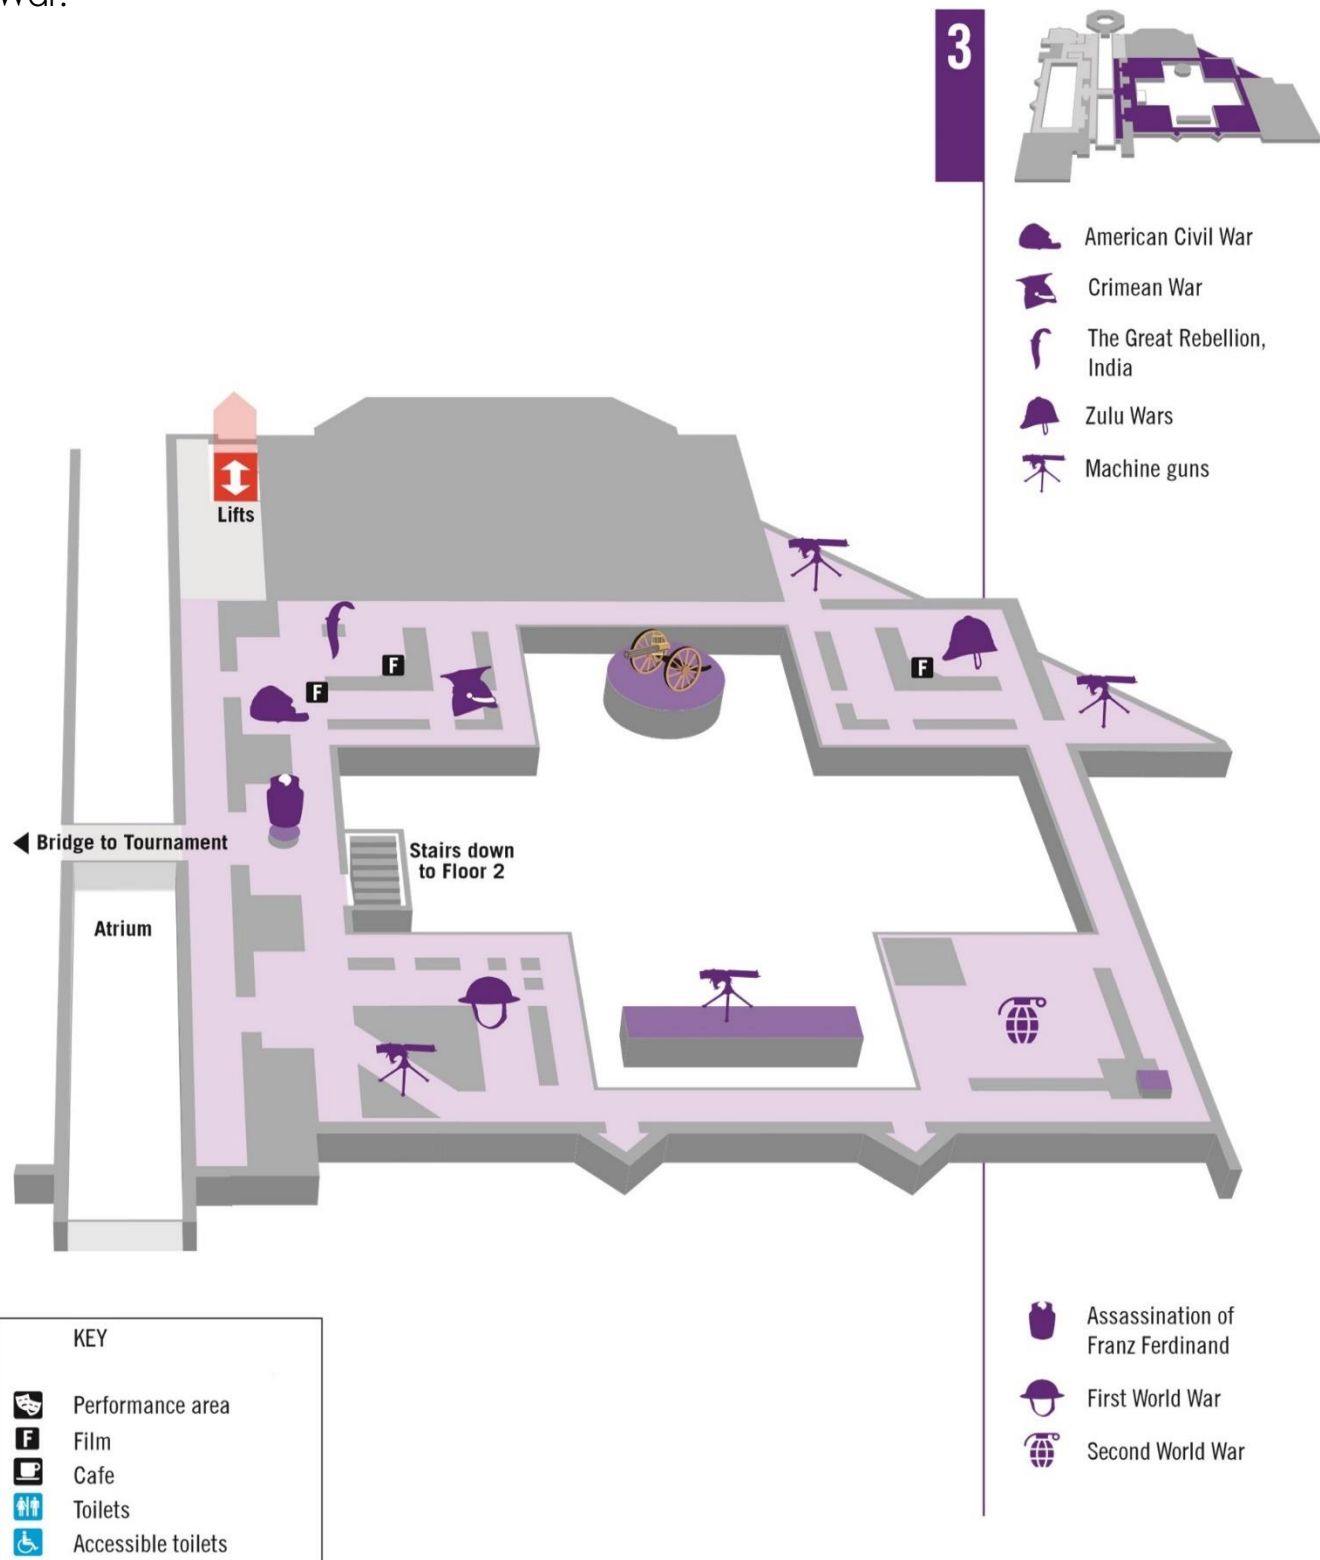 War.
3
American Civil War
Crimean War
The Great Rebellion,
India
Zulu Wars
Machine guns
Lifts
F
F
F
Bridge to Tournament
Stairs down
to Floor 2
Atrium
Assassination of
Franz Ferdinand
First World War
Second World War
KEY
Performance area
F Film
Cafe
Toilets
Accessible toilets